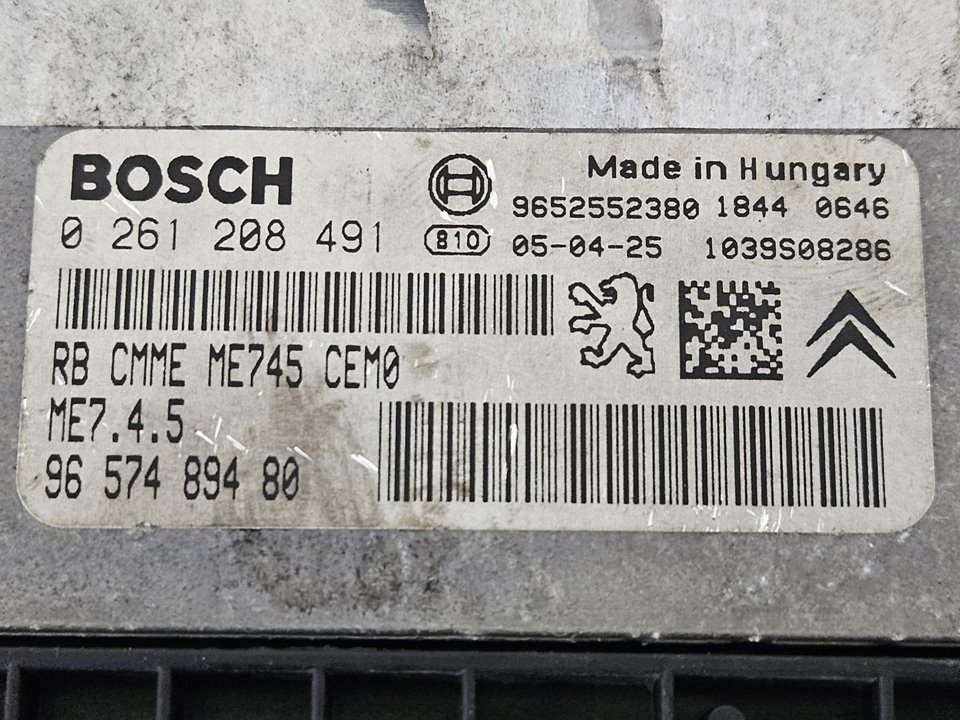 BOSCH
Made in Hungary
9652552380 1844 0646
0 261 208 491
810
05-04-25 1039S08286
RB CMME ME745 CEM0
ME7.4.5
96 574 894 80